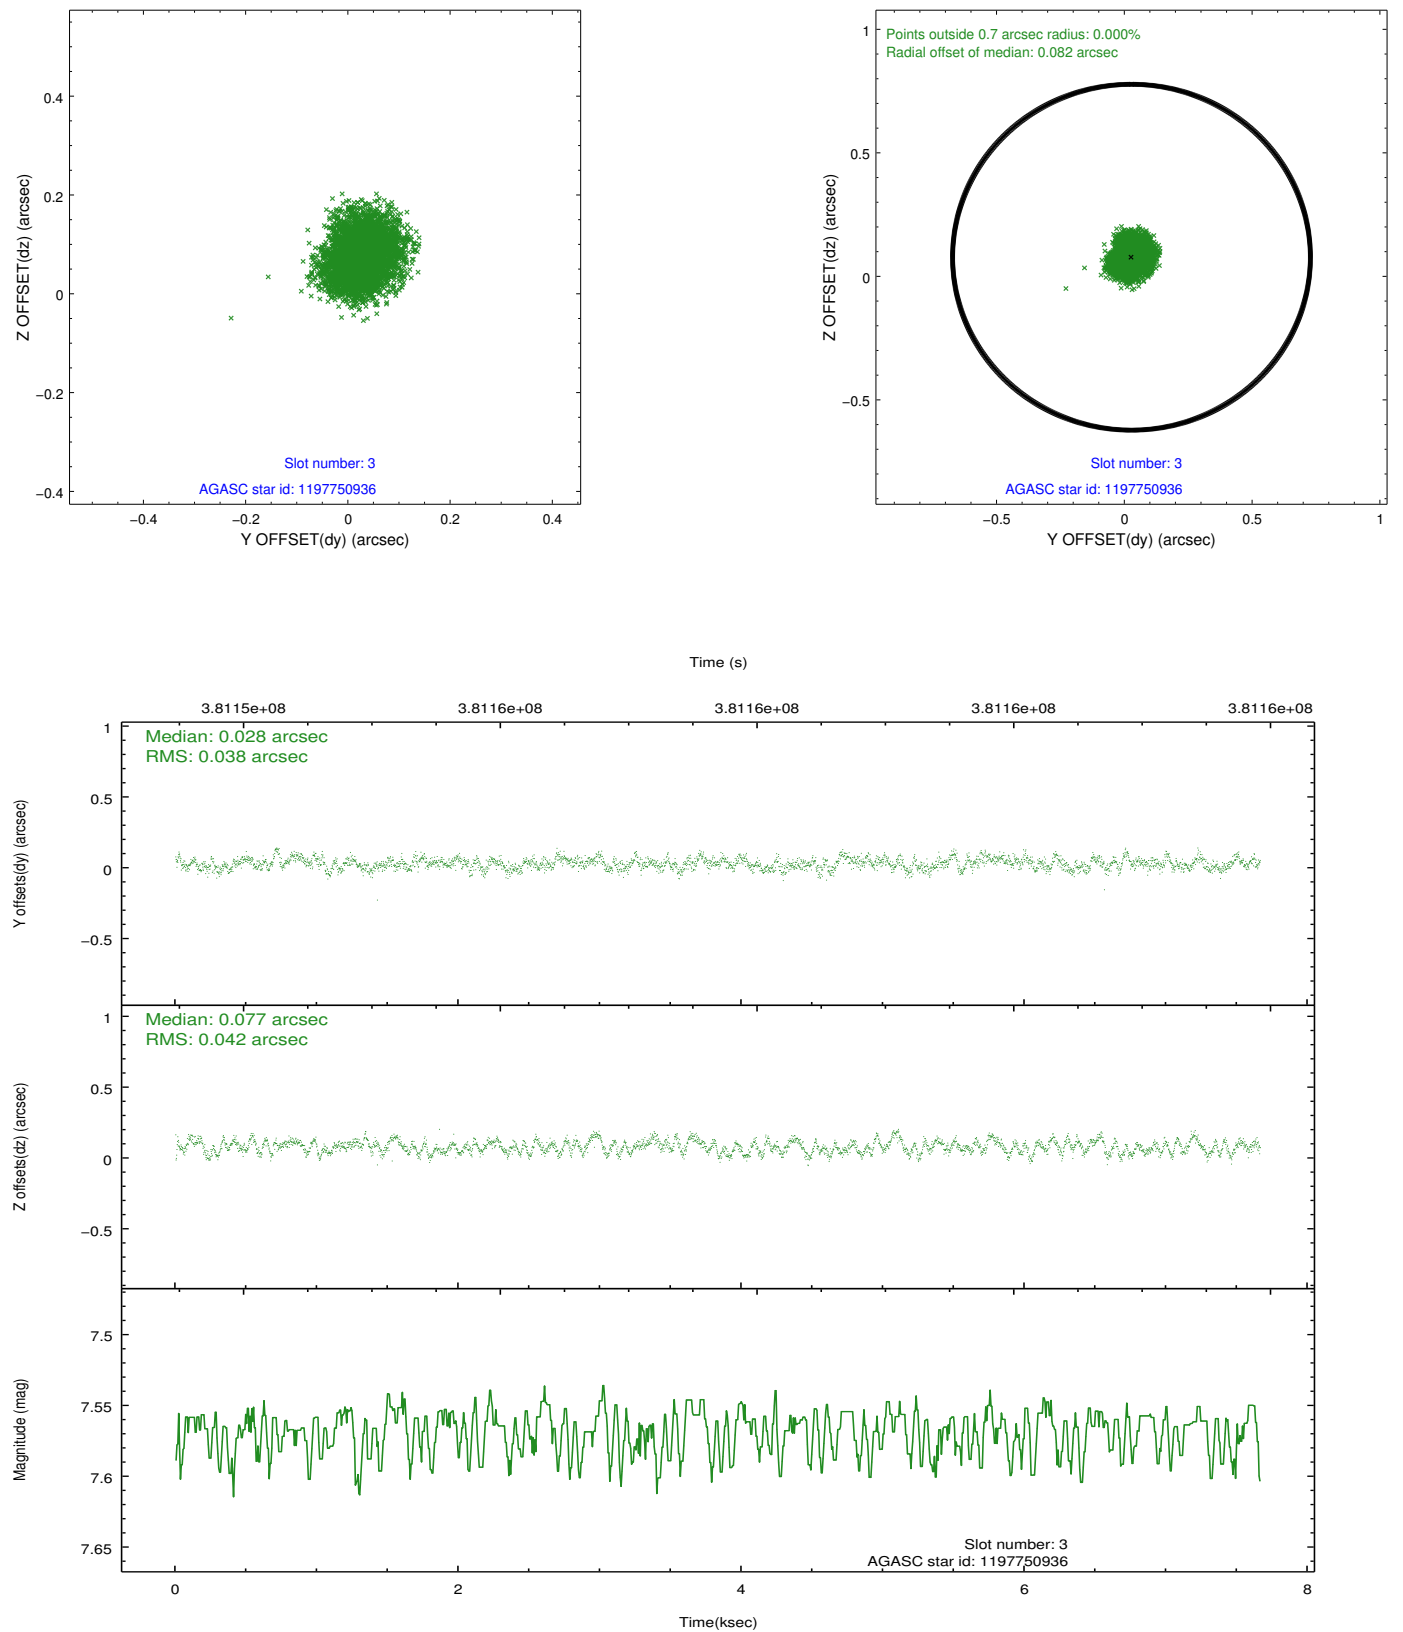 0.4
0.2
0
−0.2
−0.4
Z OFFSET(dz) (arcsec)
−0.4 −0.2 0 0.2 0.4
Y OFFSET(dy) (arcsec)
Slot number: 3
AGASC star id: 1197750936
Points outside 0.7 arcsec radius: 0.000%
Radial offset of median: 0.082 arcsec
1
0.5
0
−0.5
Z OFFSET(dz) (arcsec)
Slot number: 3
AGASC star id: 1197750936
−0.5 0 0.5 1
Y OFFSET(dy) (arcsec)
Time (s)
3.8115e+08 3.8116e+08 3.8116e+08 3.8116e+08 3.8116e+08
Median: 0.028 arcsec
RMS: 0.038 arcsec
1
0.5
0
−0.5
Y offsets(dy) (arcsec)
Median: 0.077 arcsec
RMS: 0.042 arcsec
1
0.5
0
−0.5
Z offsets(dz) (arcsec)
7.5
7.55
7.6
7.65
Magnitude (mag)
Slot number: 3
AGASC star id: 1197750936
0 2 4 6 8
Time(ksec)